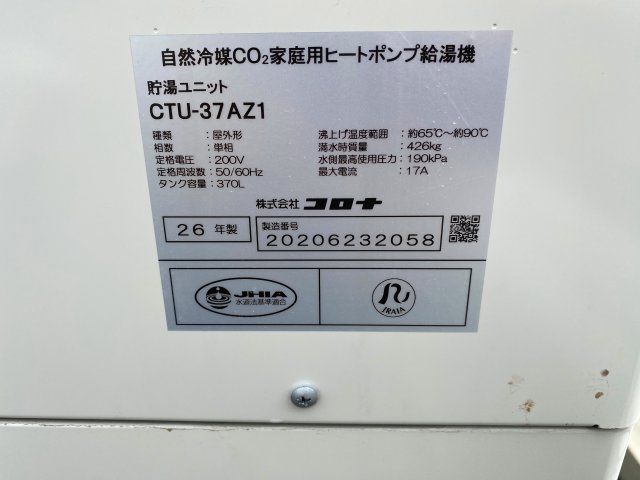 自然冷媒CO₂家庭用ヒートポンプ給湯機
貯湯ユニット
CTU-37AZ1
種類 : 屋外形
相数 : 単相
定格電圧 : 200V
定格周波数 : 50/60Hz
タンク容量 : 370L
沸上げ温度範囲 : 約65℃～約90℃
満水時質量 : 426kg
水側最高使用圧力 : 190kPa
最大電流 : 17A
株式会社 コロナ
26 年製
製造番号
20206232058
JHIA
水道法基準適合
JRAIA